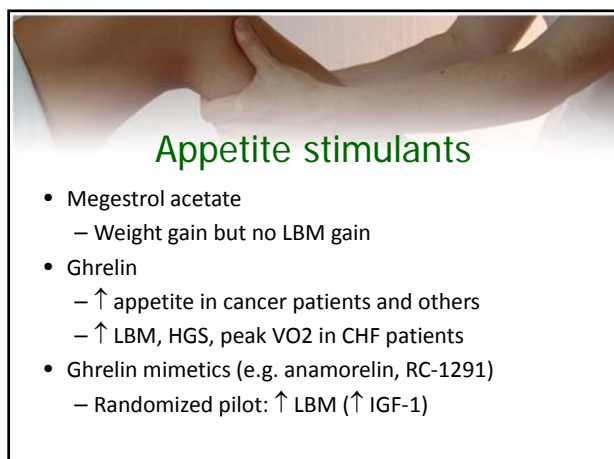 Appetite stimulants
• Megestrol acetate
– Weight gain but no LBM gain
• Ghrelin
– ↑ appetite in cancer patients and others
– ↑ LBM, HGS, peak VO2 in CHF patients
• Ghrelin mimetics (e.g. anamorelin, RC-1291)
– Randomized pilot: ↑ LBM (↑ IGF-1)